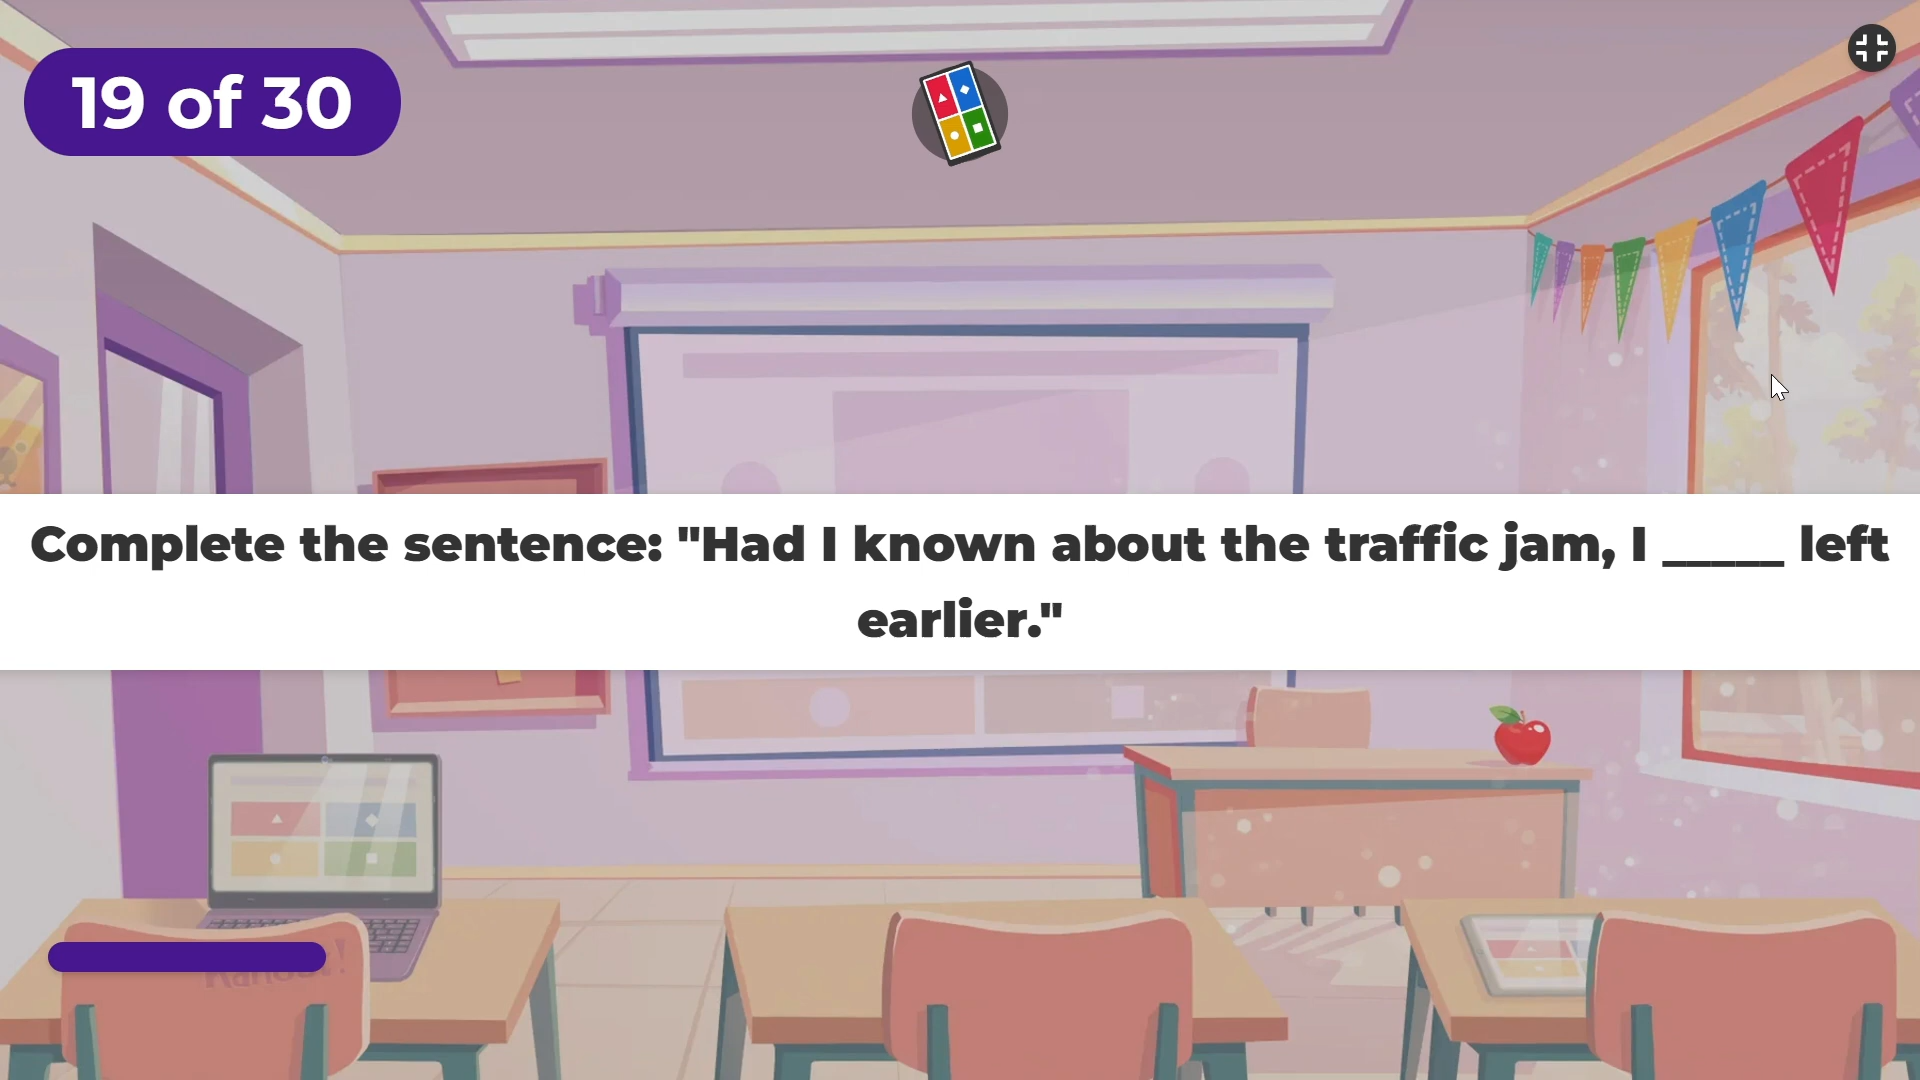 19 of 30
Complete the sentence: "Had I known about the traffic jam, I _____ left
earlier."